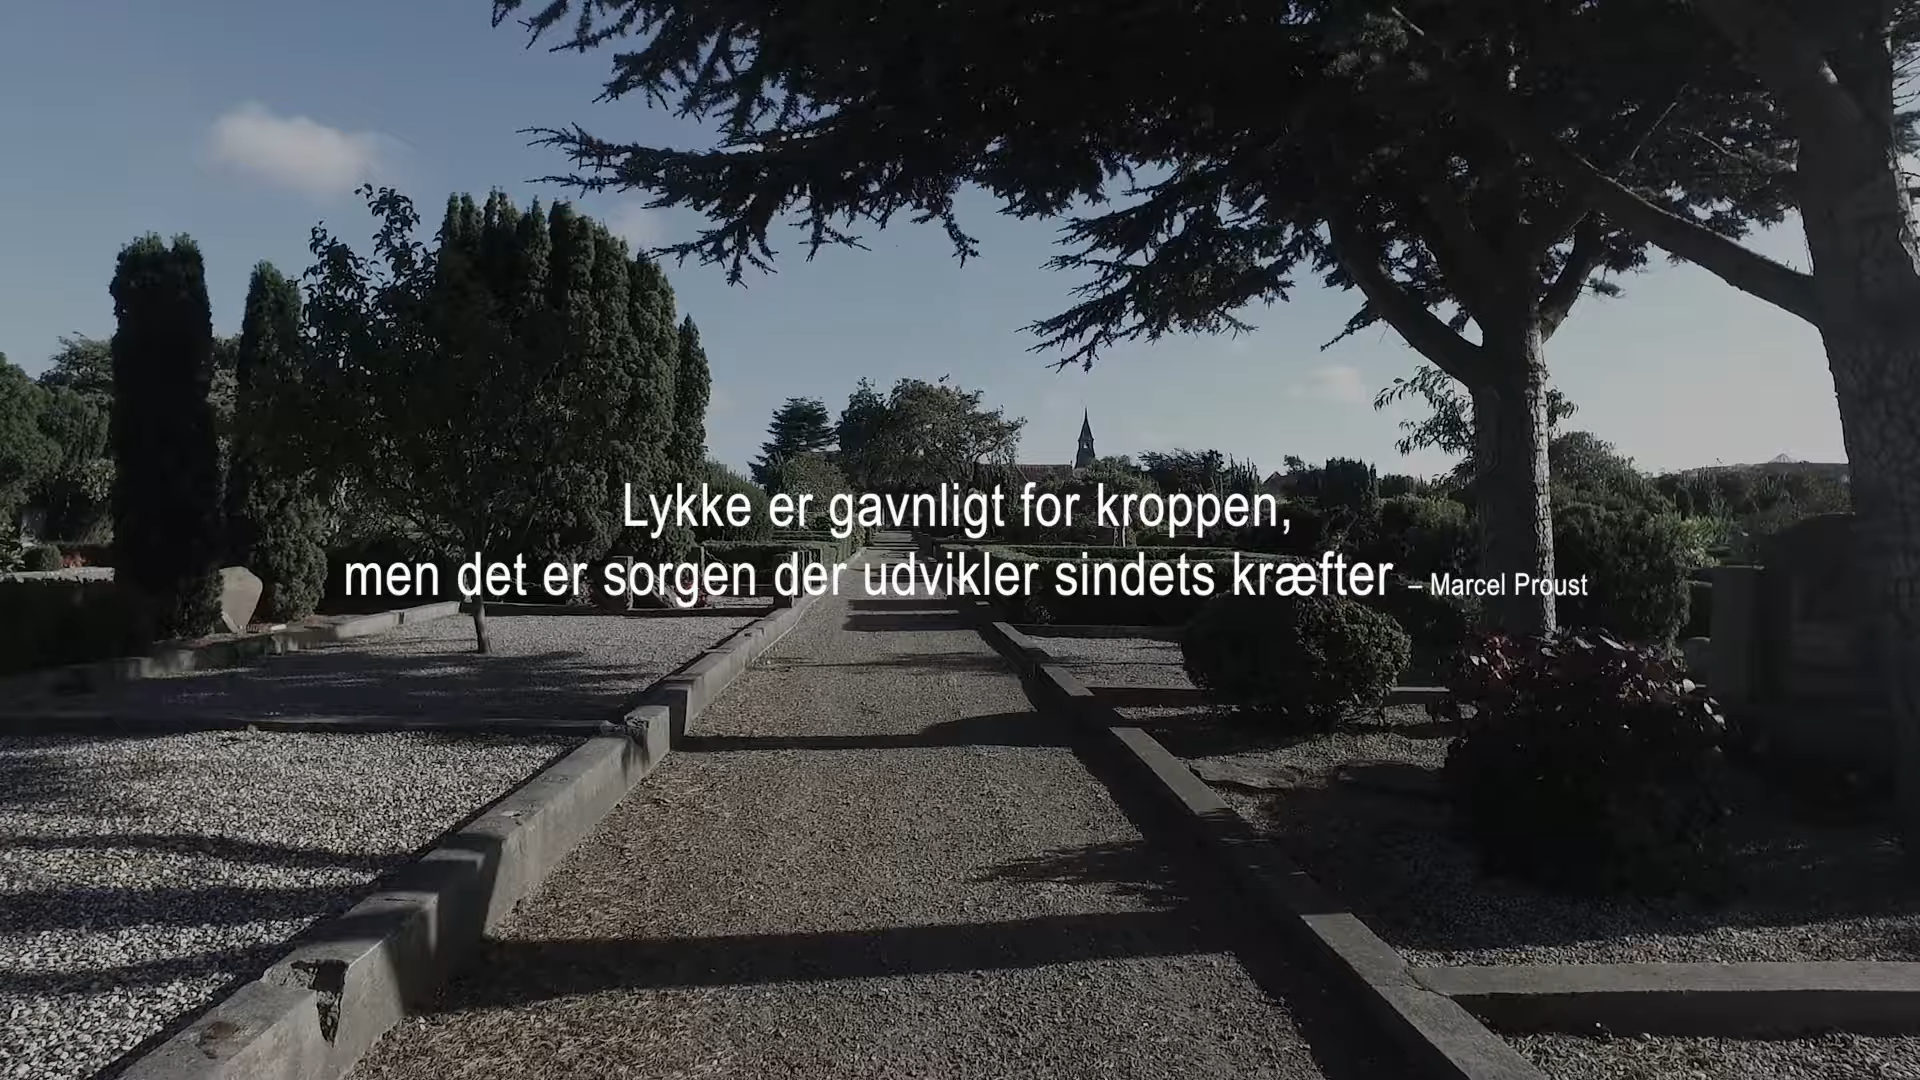 Lykke er gavnligt for kroppen,
men det er sorgen der udvikler sindets kræfter – Marcel Proust